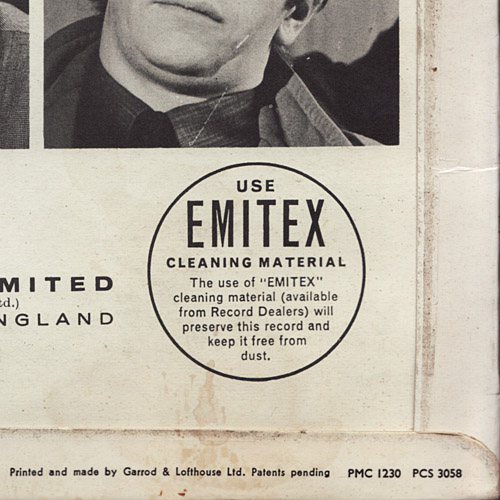 USE
EMITEX
CLEANING MATERIAL
The use of "EMITEX"
cleaning material (available
from Record Dealers) will
preserve this record and
keep it free from
dust.
MITED
td.)
NGLAND
Printed and made by Garrod & Lofthouse Ltd. Patents pending PMC 1230 PCS 3058